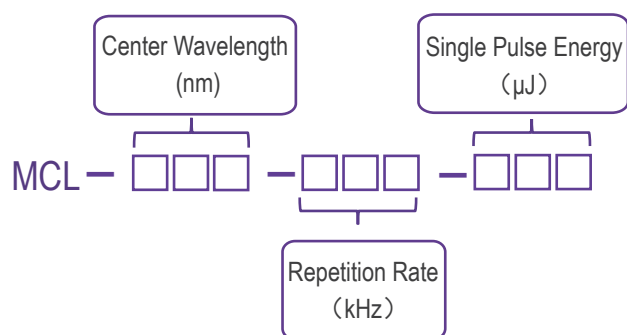 Center Wavelength
(nm)
Single Pulse Energy
（μJ）
MCL — □□□ — □□□ — □□□
Repetition Rate
（kHz）